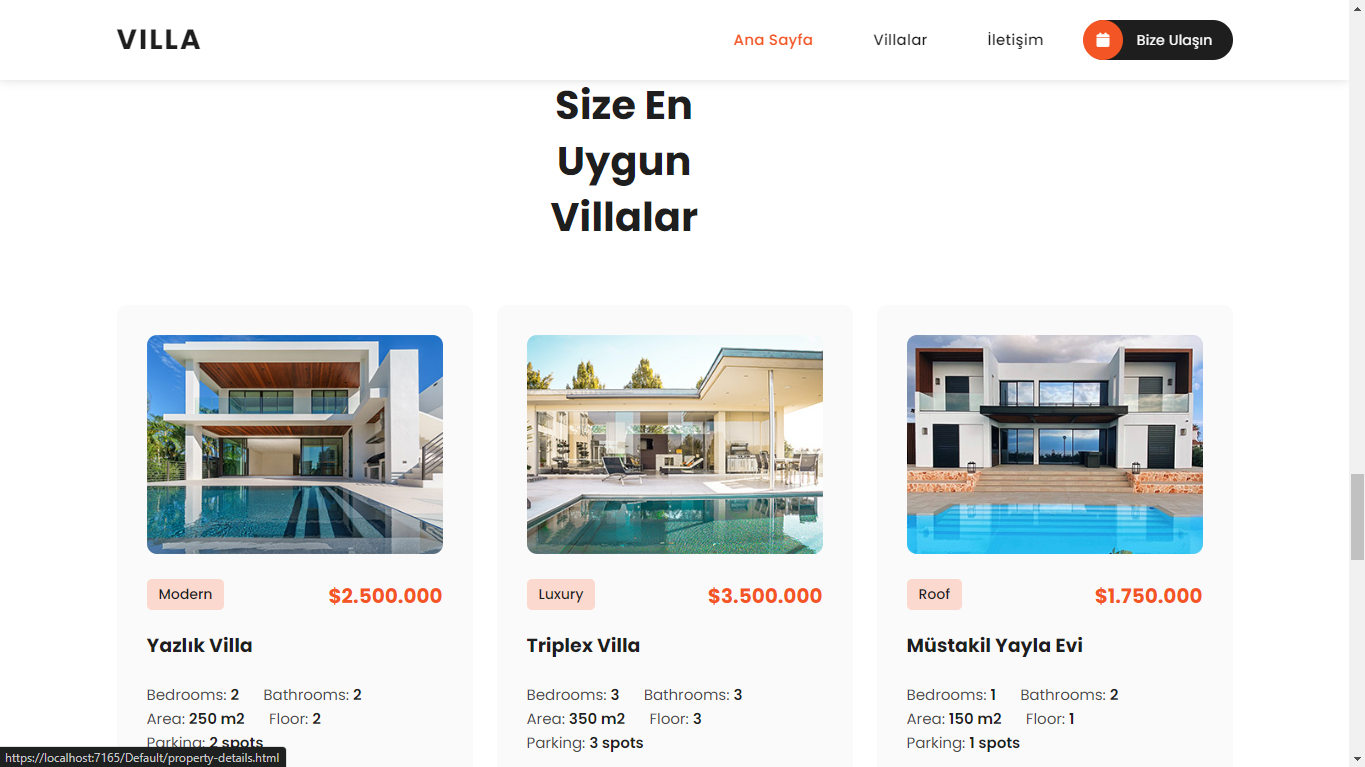 VILLA
Ana Sayfa
Villalar
İletişim
Bize Ulaşın
Size En
Uygun
Villalar
Modern
$2.500.000
Yazlık Villa
Bedrooms: 2 Bathrooms: 2
Area: 250 m2 Floor: 2
Parking: 2 spots
Luxury
$3.500.000
Triplex Villa
Bedrooms: 3 Bathrooms: 3
Area: 350 m2 Floor: 3
Parking: 3 spots
Roof
$1.750.000
Müstakil Yayla Evi
Bedrooms: 1 Bathrooms: 2
Area: 150 m2 Floor: 1
Parking: 1 spots
https://localhost:7165/Default/property-details.html